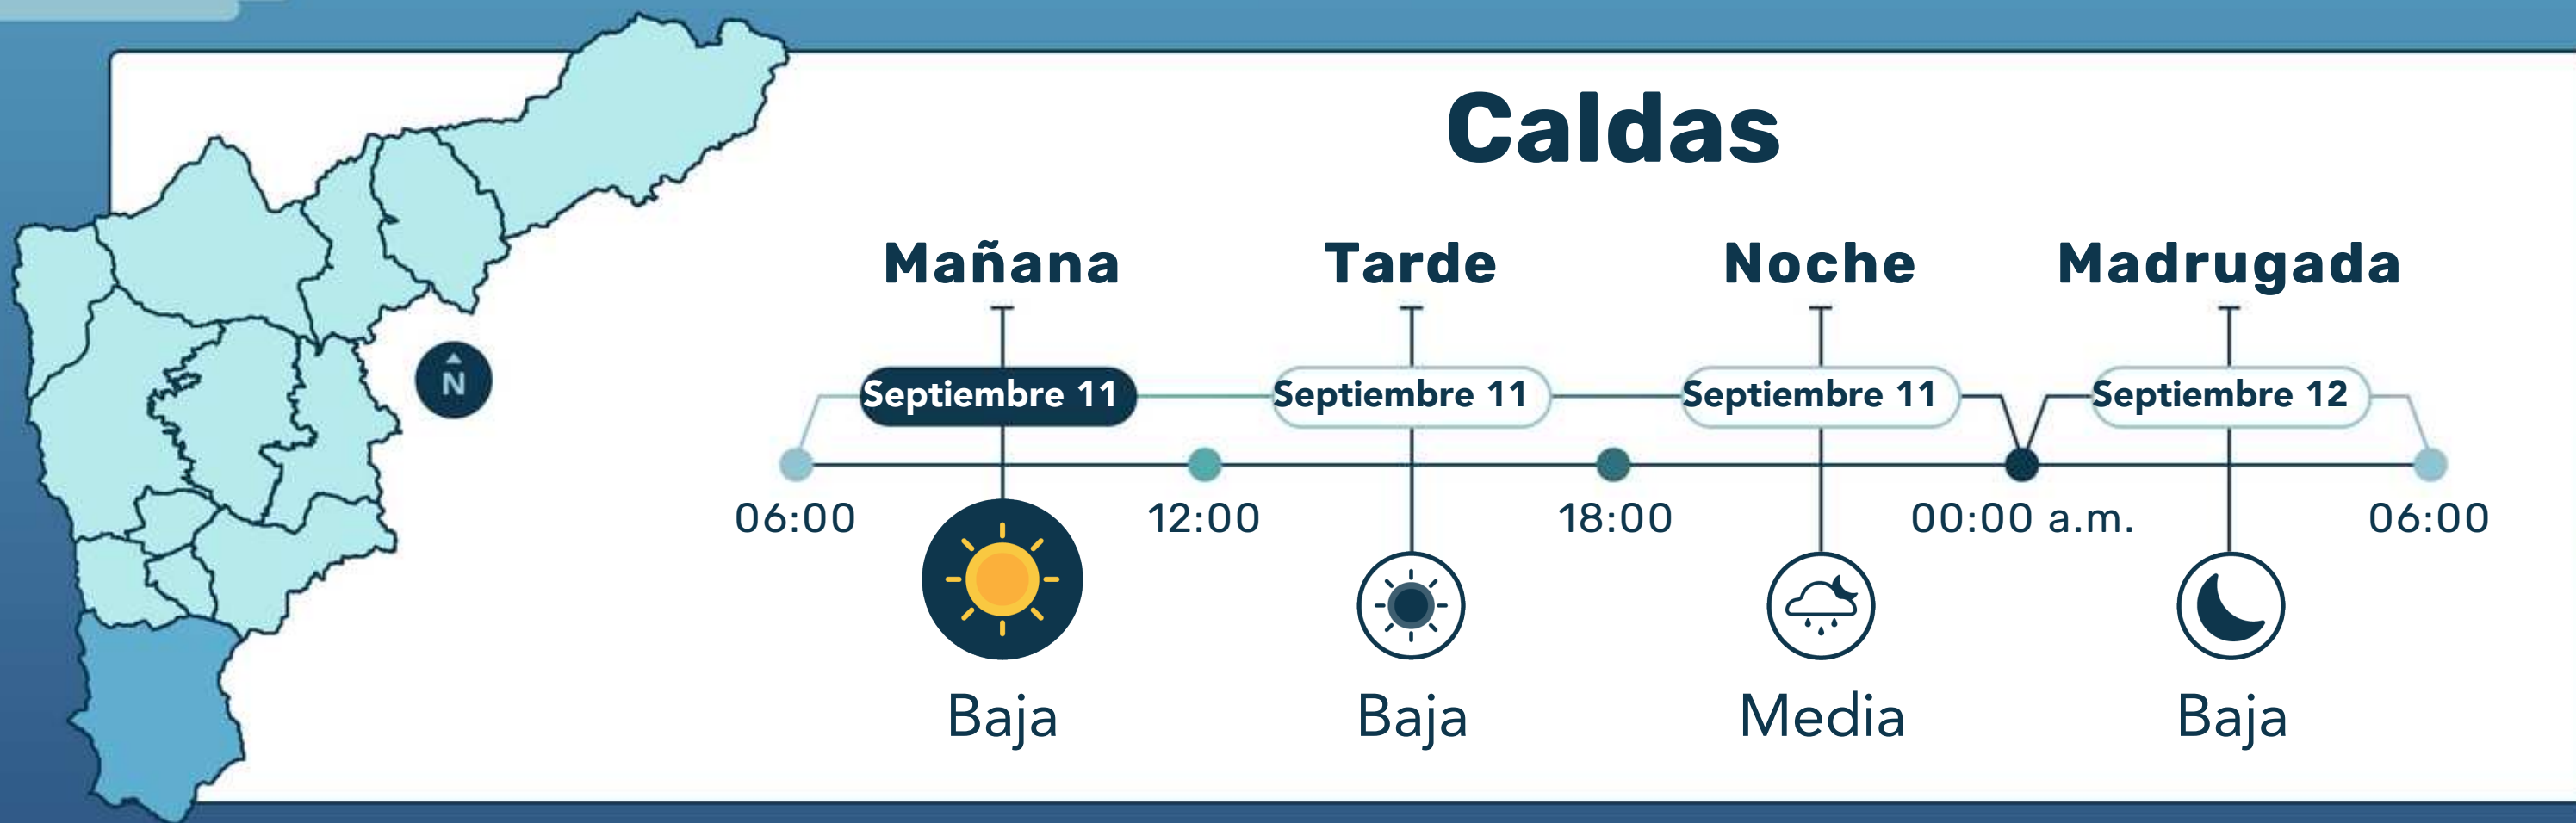 Caldas
Mañana Tarde Noche Madrugada
Septiembre 11 Septiembre 11 Septiembre 11 Septiembre 12
N
06:00 12:00 18:00 00:00 a.m. 06:00
Baja Baja Media Baja